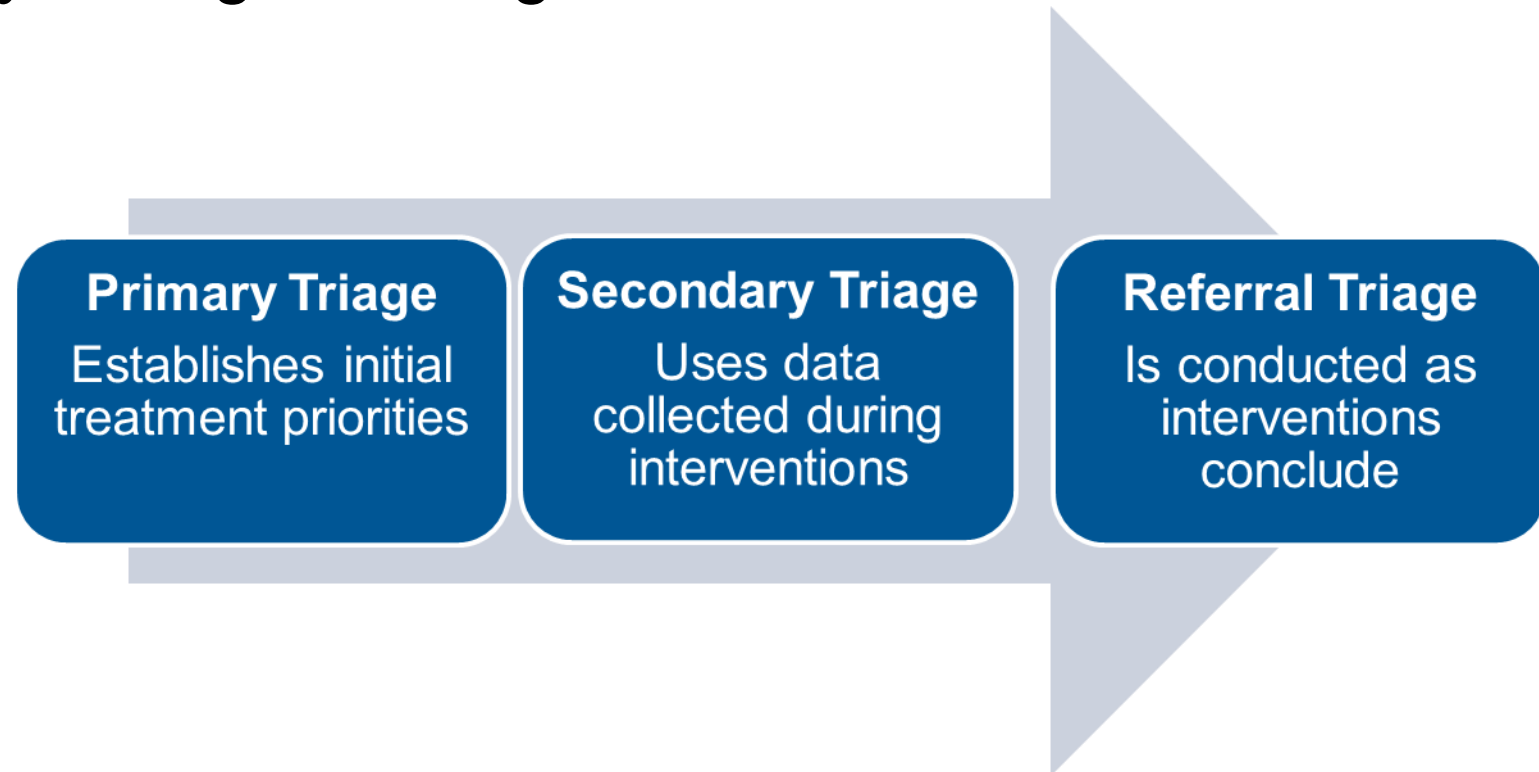 Primary Triage
Establishes initial
treatment priorities
Secondary Triage
Uses data
collected during
interventions
Referral Triage
Is conducted as
interventions
conclude